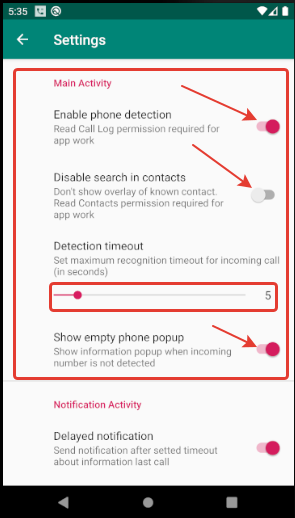 5:35
Settings
Main Activity
Enable phone detection
Read Call Log permission required for
app work
Disable search in contacts
Don't show overlay of known contact.
Read Contacts permission required for
app work
Detection timeout
Set maximum recognition timeout for incoming call
(in seconds)
5
Show empty phone popup
Show information popup when incoming
number is not detected
Notification Activity
Delayed notification
Send notification after setted timeout
about information last call